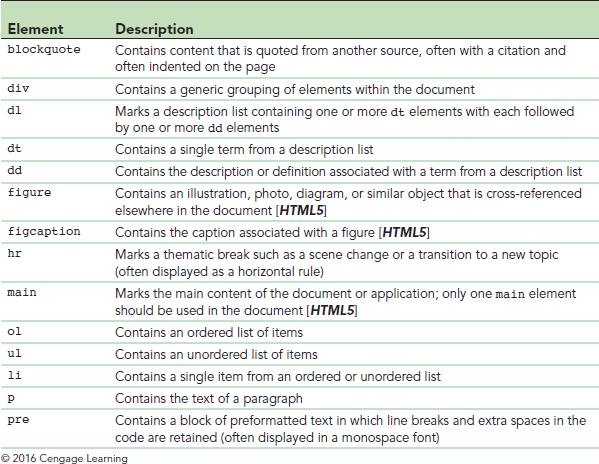 Element Description
blockquote Contains content that is quoted from another source, often with a citation and
often indented on the page
div Contains a generic grouping of elements within the document
dl Marks a description list containing one or more dt elements with each followed
by one or more dd elements
dt Contains a single term from a description list
dd Contains the description or definition associated with a term from a description list
figure Contains an illustration, photo, diagram, or similar object that is cross-referenced
elsewhere in the document [HTML5]
figcaption Contains the caption associated with a figure [HTML5]
hr Marks a thematic break such as a scene change or a transition to a new topic
(often displayed as a horizontal rule)
main Marks the main content of the document or application; only one main element
should be used in the document [HTML5]
ol Contains an ordered list of items
ul Contains an unordered list of items
li Contains a single item from an ordered or unordered list
p Contains the text of a paragraph
pre Contains a block of preformatted text in which line breaks and extra spaces in the
code are retained (often displayed in a monospace font)
© 2016 Cengage Learning